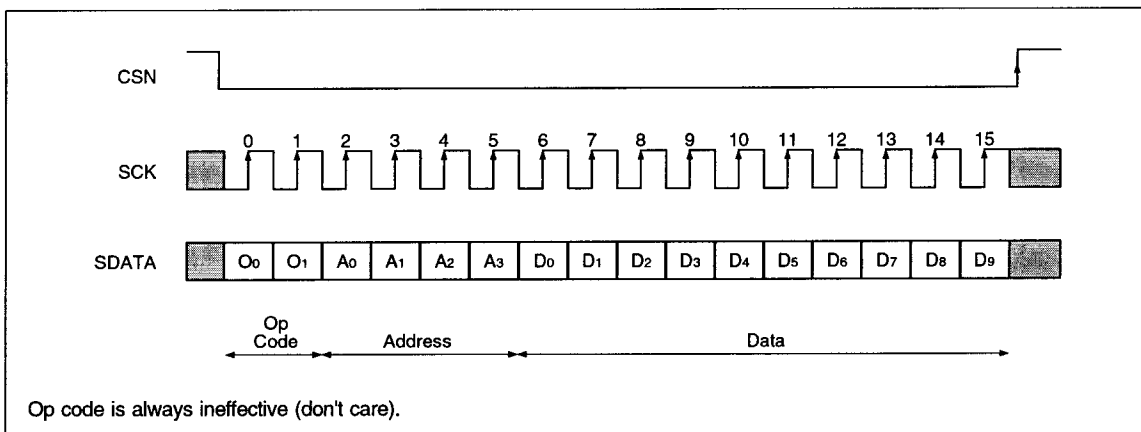 CSN
0 1 2 3 4 5 6 7 8 9 10 11 12 13 14 15
SCK
SDATA O0 O1 A0 A1 A2 A3 D0 D1 D2 D3 D4 D5 D6 D7 D8 D9
Op
Code Address Data
Op code is always ineffective (don't care).